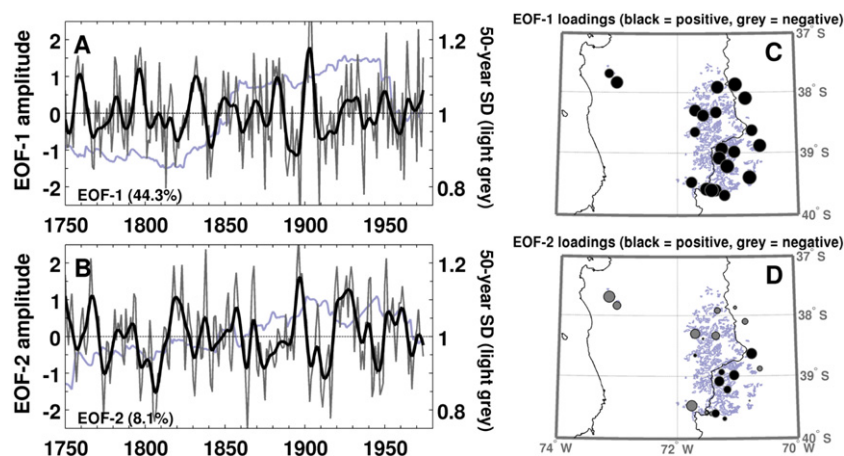 EOF-1 loadings (black = positive, grey = negative)
A
C
EOF-1 amplitude
2
1
0
-1
-2
1.2
1
0.8
50-year SD (light grey)
EOF-1 (44.3%)
1750 1800 1850 1900 1950
37° S
38° S
39° S
40° S
EOF-2 loadings (black = positive, grey = negative)
B
D
EOF-2 amplitude
2
1
0
-1
-2
1.2
1
0.8
50-year SD (light grey)
EOF-2 (8.1%)
1750 1800 1850 1900 1950
37° S
38° S
39° S
40° S
74° W 72° W 70° W